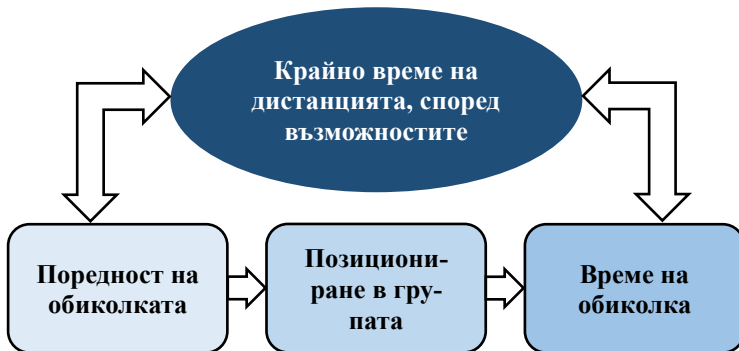 Крайно време на
дистанцията, според
възможностите
Поредност на
обиколката
Позициони-
ране в гру-
пата
Време на
обиколка